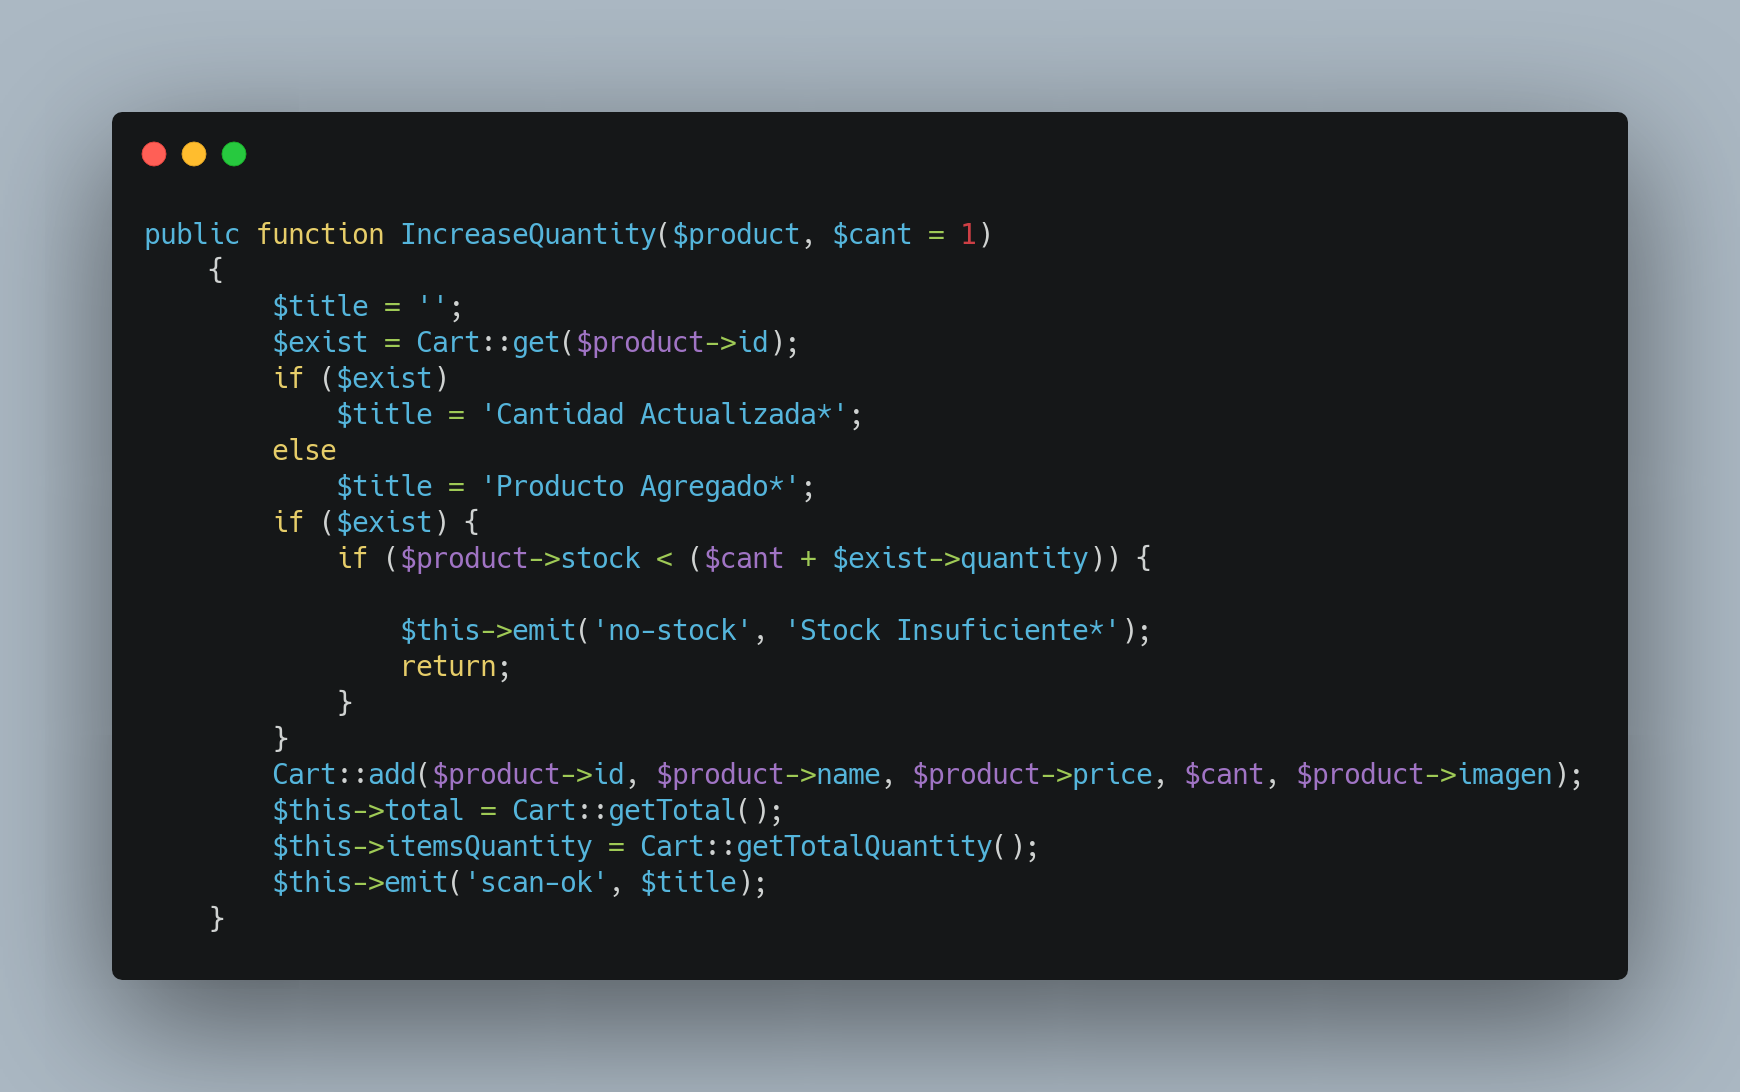 public function IncreaseQuantity($product, $cant = 1)
    {
        $title = '';
        $exist = Cart::get($product->id);
        if ($exist)
            $title = 'Cantidad Actualizada*';
        else
            $title = 'Producto Agregado*';
        if ($exist) {
            if ($product->stock < ($cant + $exist->quantity)) {

                $this->emit('no-stock', 'Stock Insuficiente*');
                return;
            }
        }
        Cart::add($product->id, $product->name, $product->price, $cant, $product->imagen);
        $this->total = Cart::getTotal();
        $this->itemsQuantity = Cart::getTotalQuantity();
        $this->emit('scan-ok', $title);
    }